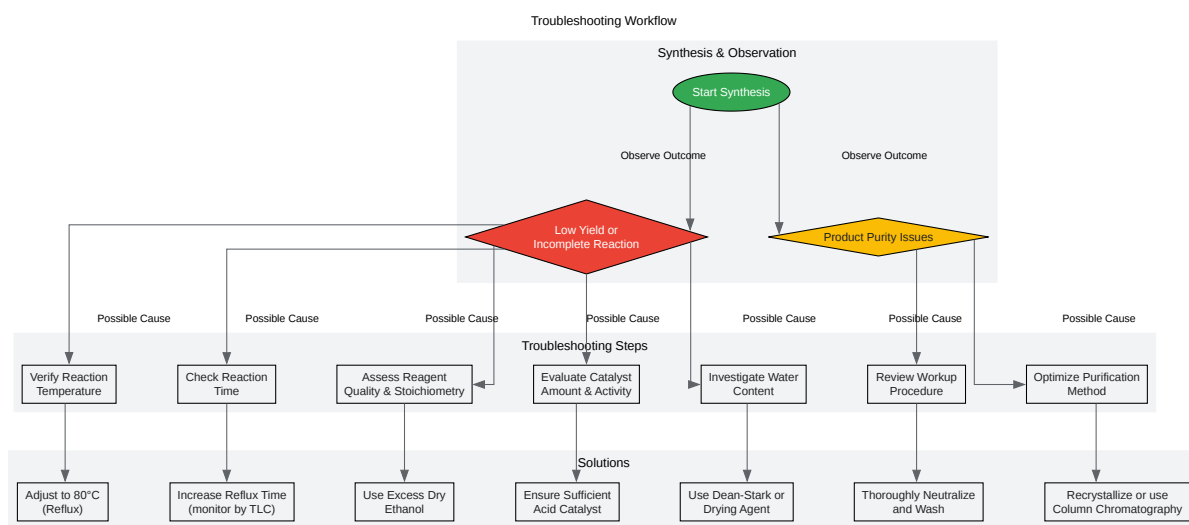 Troubleshooting Workflow
Synthesis & Observation
Start Synthesis
Observe Outcome
Observe Outcome
Low Yield or
Incomplete Reaction
Product Purity Issues
Possible Cause
Possible Cause
Possible Cause
Possible Cause
Possible Cause
Possible Cause
Possible Cause
Troubleshooting Steps
Verify Reaction
Temperature
Check Reaction
Time
Assess Reagent
Quality & Stoichiometry
Evaluate Catalyst
Amount & Activity
Investigate Water
Content
Review Workup
Procedure
Optimize Purification
Method
Solutions
Adjust to 80°C
(Reflux)
Increase Reflux Time
(monitor by TLC)
Use Excess Dry
Ethanol
Ensure Sufficient
Acid Catalyst
Use Dean-Stark or
Drying Agent
Thoroughly Neutralize
and Wash
Recrystallize or use
Column Chromatography